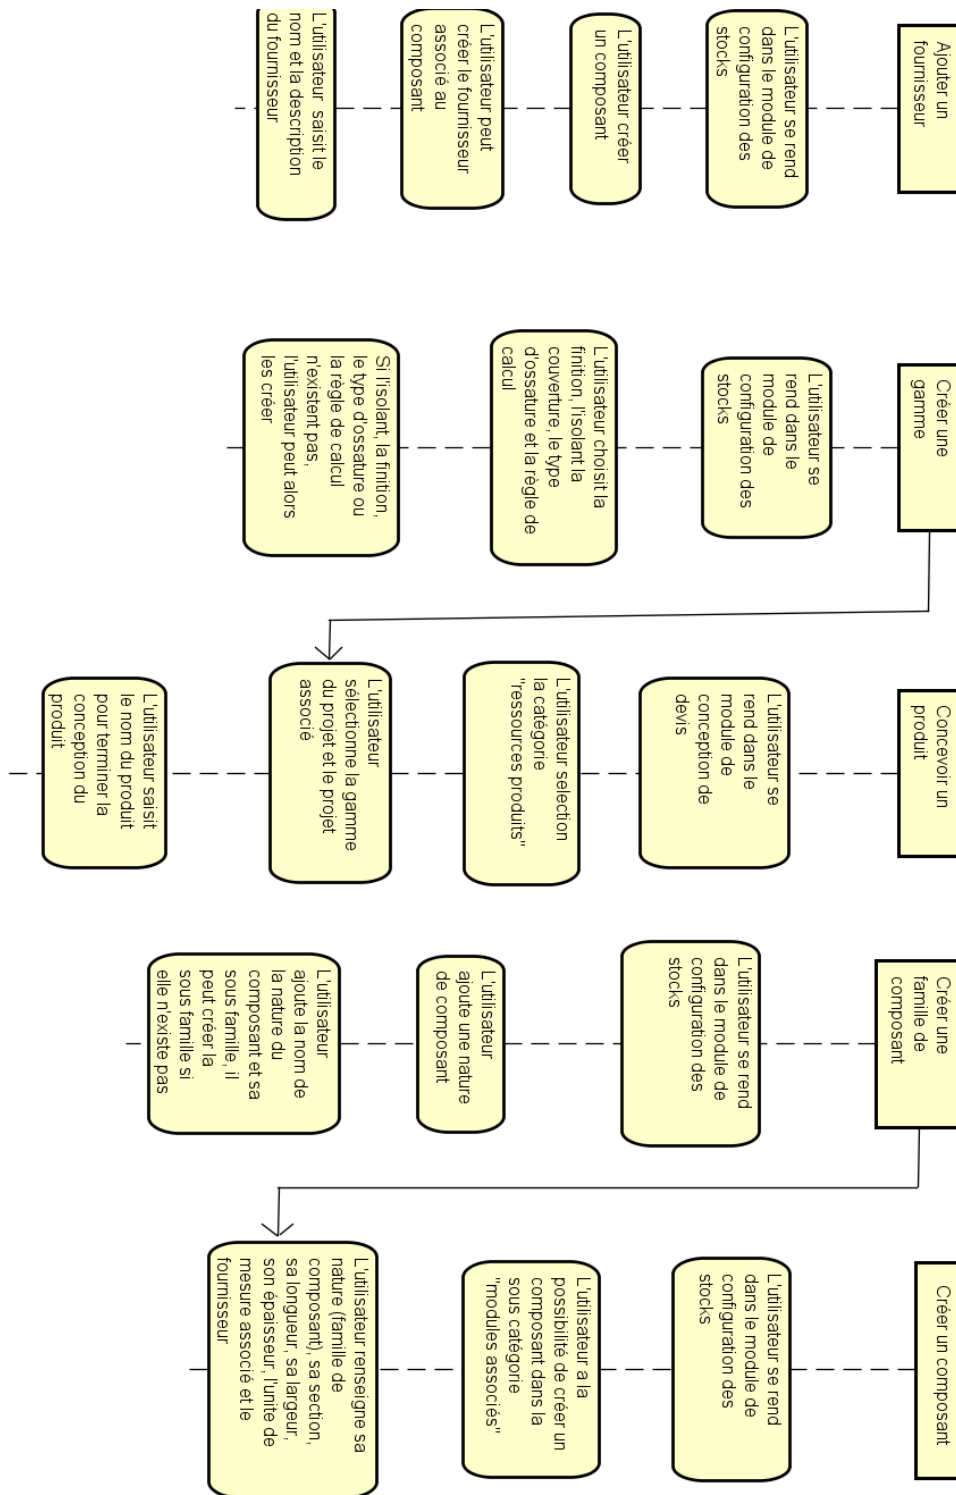 Ajouter un
fournisseur
L'utilisateur se rend
dans le module de
configuration des
stocks
L'utilisateur créer
un composant
L'utilisateur peut
créer le fournisseur
associé au
composant
L'utilisateur saisit le
nom et la description
du fournisseur
Créer une
gamme
L'utilisateur se
rend dans le
module de
configuration des
stocks
L'utilisateur choisit la
finition, l'isolant la
couverture, le type
d'ossature et la règle de
calcul
Si l'isolant, la finition,
le type d'ossature ou
la règle de calcul
n'existent pas,
l'utilisateur peut alors
les créer
Concevoir un
produit
L'utilisateur se
rend dans le
module de
conception de
devis
L'utilisateur selection
la catégorie
"ressources produits"
L'utilisateur
sélectionne la gamme
du projet et le projet
associé
L'utilisateur saisit
le nom du produit
pour terminer la
conception du
produit
Créer une
famille de
composant
L'utilisateur se rend
dans le module de
configuration des
stocks
L'utilisateur
ajoute une nature
de composant
L'utilisateur
ajoute la nom de
la nature du
composant et sa
sous famille, il
peut créer la
sous famille si
elle n'existe pas
Créer un composant
L'utilisateur se rend
dans le module de
configuration des
stocks
L'utilisateur a la
possibilité de créer un
composant dans la
sous catégorie
"modules associés"
L'utilisateur renseigne sa
nature (famille de
composant), sa section,
sa longueur, sa largeur,
son épaisseur, l'unite de
mesure associé et le
fournisseur